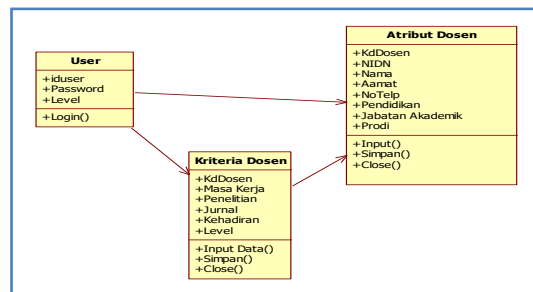 User
+iduser
+Password
+Level
+Login()
Atribut Dosen
+KdDosen
+NIDN
+Nama
+Aamat
+NoTelp
+Pendidikan
+Jabatan Akademik
+Prodi
+Input()
+Simpan()
+Close()
Kriteria Dosen
+KdDosen
+Masa Kerja
+Penelitian
+Jurnal
+Kehadiran
+Level
+Input Data()
+Simpan()
+Close()